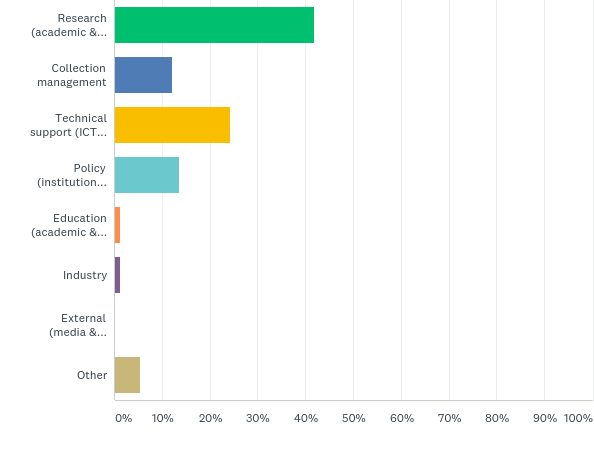 Research
(academic &...
Collection
management
Technical
support (ICT...
Policy
(institution...
Education
(academic &...
Industry
External
(media &...
Other
0% 10% 20% 30% 40% 50% 60% 70% 80% 90% 100%